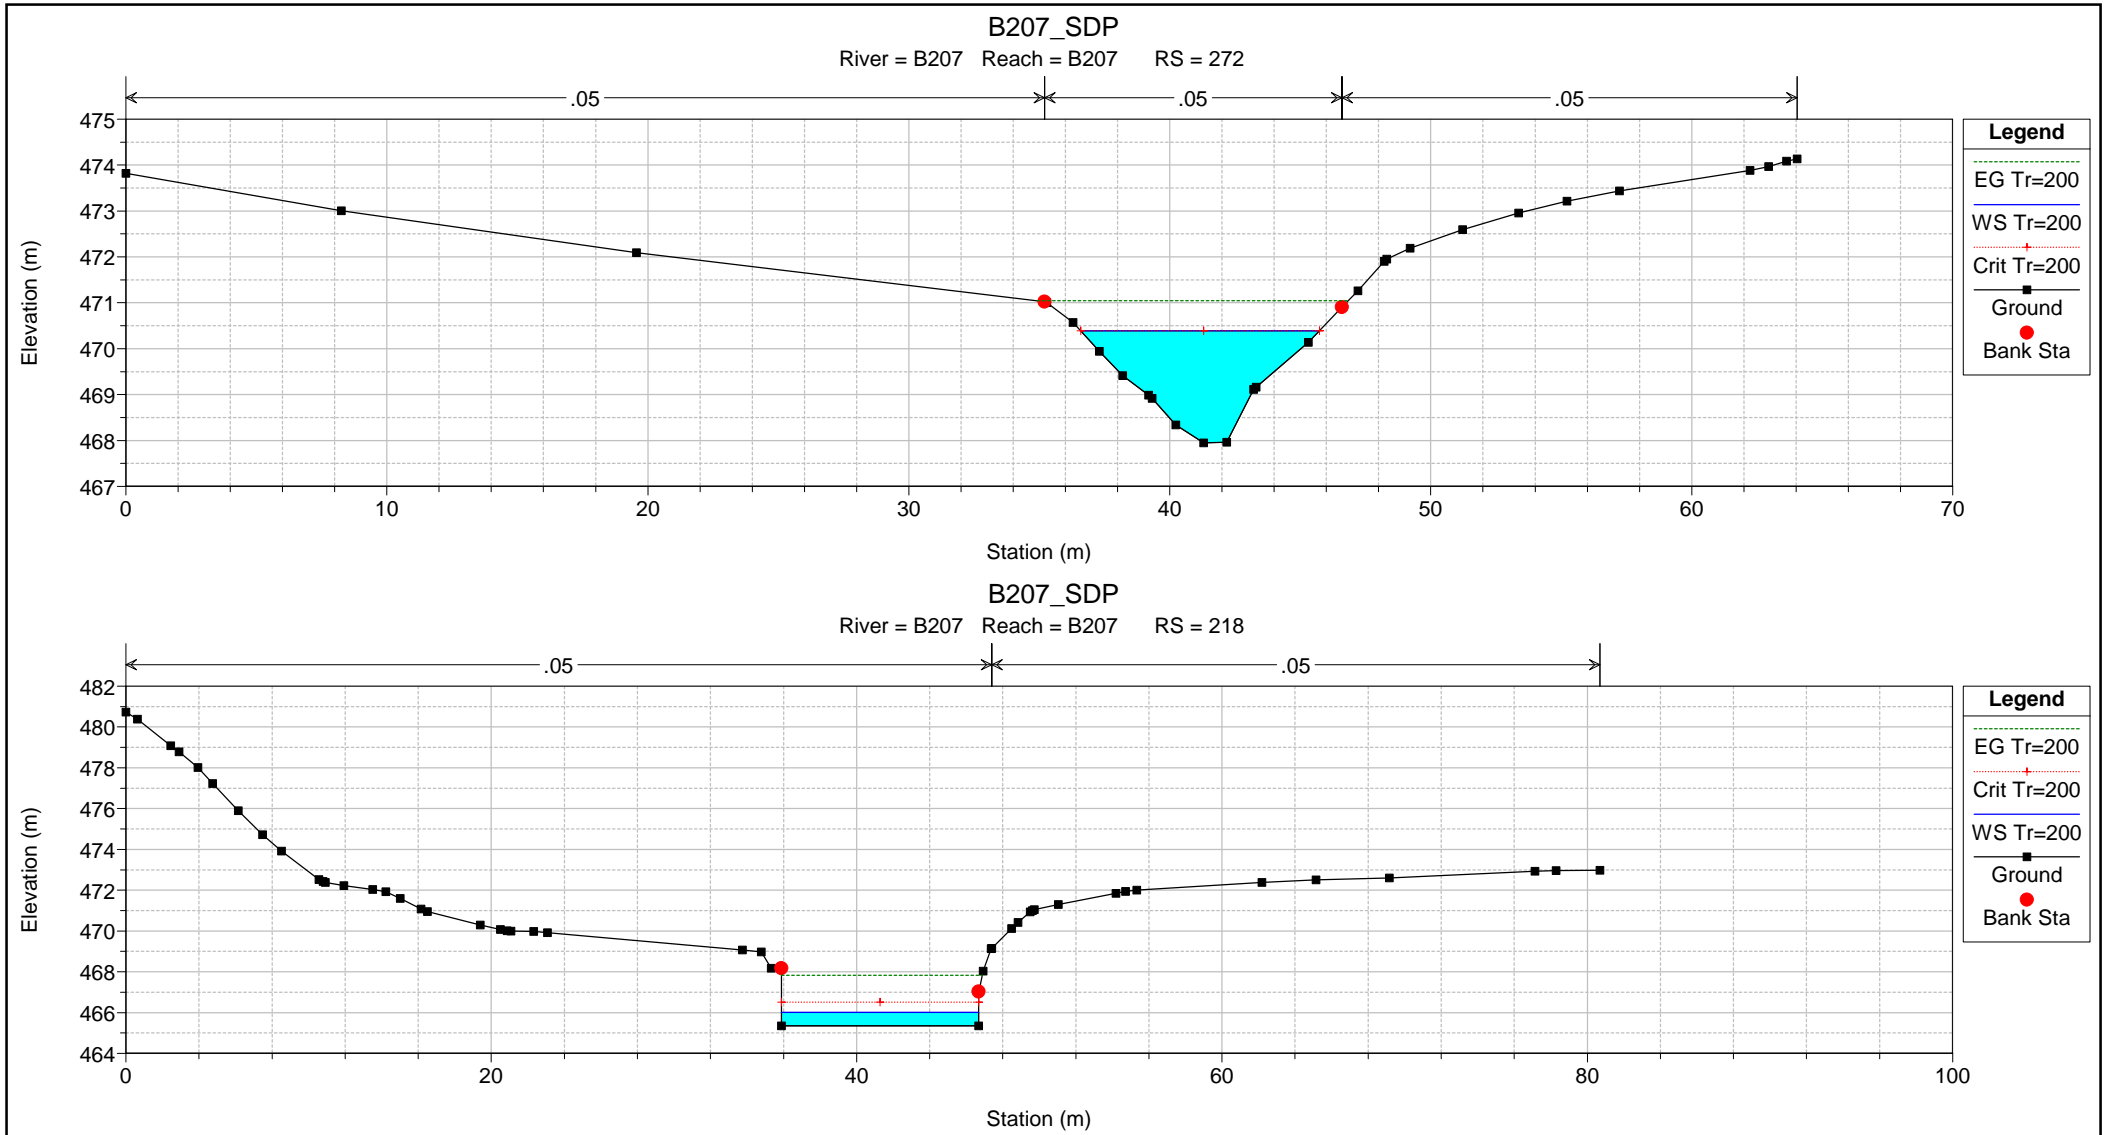 B207_SDP
River = B207 Reach = B207 RS = 272
.05 .05 .05
475
474
473
472
471
470
469
468
467
Elevation (m)
0 10 20 30 40 50 60 70
Station (m)
Legend
EG Tr=200
WS Tr=200
Crit Tr=200
Ground
Bank Sta
B207_SDP
River = B207 Reach = B207 RS = 218
.05 .05
482
480
478
476
474
472
470
468
466
464
Elevation (m)
0 20 40 60 80 100
Station (m)
Legend
EG Tr=200
Crit Tr=200
WS Tr=200
Ground
Bank Sta